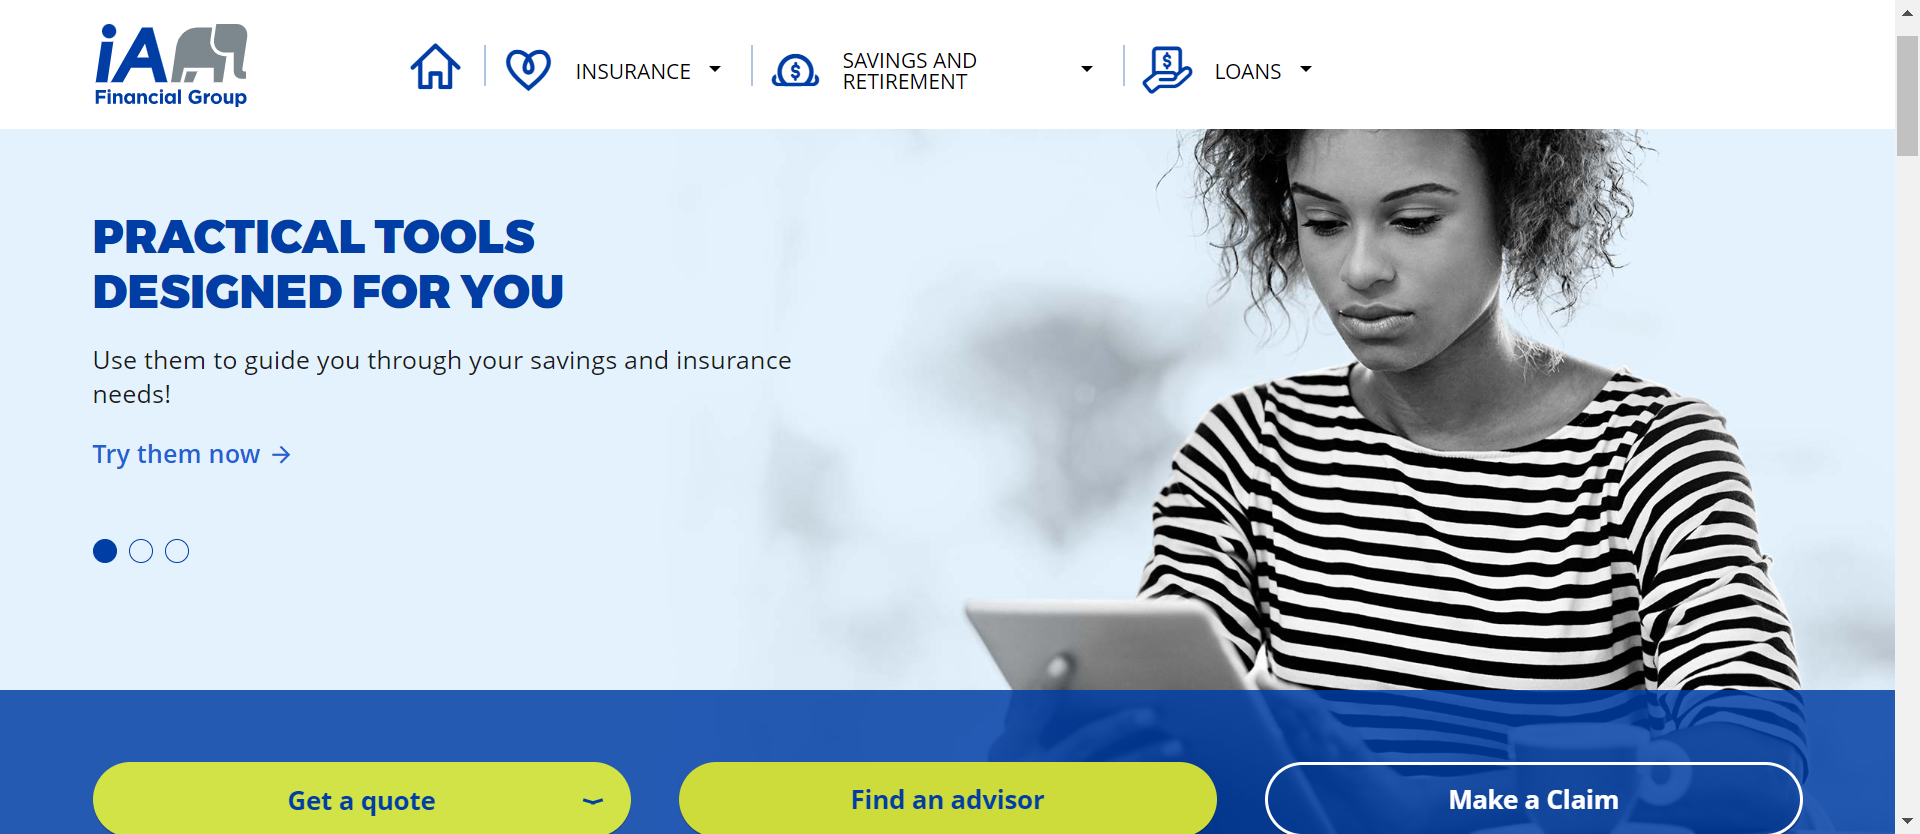 iA
Financial Group
INSURANCE
SAVINGS AND
RETIREMENT
LOANS
PRACTICAL TOOLS
DESIGNED FOR YOU
Use them to guide you through your savings and insurance
needs!
Try them now →
Get a quote
Find an advisor
Make a Claim